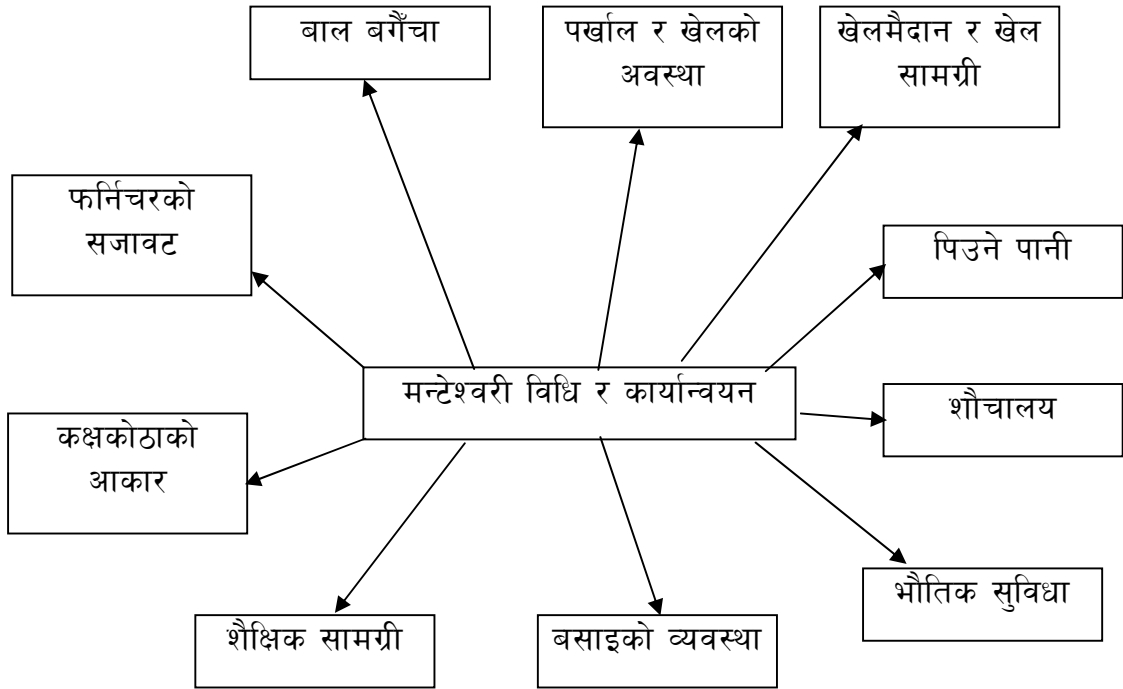 बाल बगैँचा
पर्खाल र खेलको
अवस्था
खेलमैदान र खेल
सामग्री
फर्निचरको
सजावट
पिउने पानी
मन्टेश्वरी विधि र कार्यान्वयन
शौचालय
कक्षकोठाको
आकार
भौतिक सुविधा
शैक्षिक सामग्री
बसाइको व्यवस्था